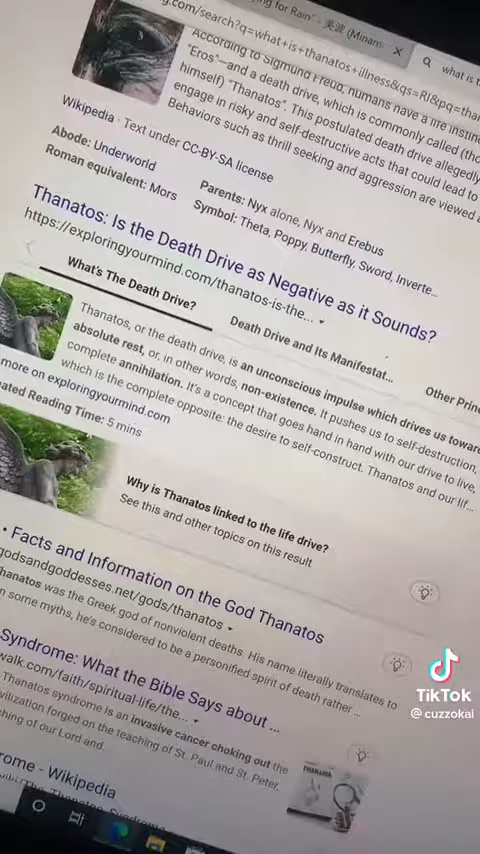 ing for Rain" - 美波 (Minami
g.com/search?q=what+is+thanatos+illness&qs=RI&pq=than
what is t
According to Sigmund Freud, humans have a life instin
"Eros"—and a death drive, which is commonly called (tho
himself) "Thanatos". This postulated death drive allegedly
engage in risky and self-destructive acts that could lead to
Behaviors such as thrill seeking and aggression are viewed a
Wikipedia · Text under CC-BY-SA license
Abode: Underworld
Parents: Nyx alone, Nyx and Erebus
Roman equivalent: Mors
Symbol: Theta, Poppy, Butterfly, Sword, Inverte...
Thanatos: Is the Death Drive as Negative as it Sounds?
https://exploringyourmind.com/thanatos-is-the...
What's The Death Drive?
Death Drive and Its Manifestat...
Other Prin
Thanatos, or the death drive, is an unconscious impulse which drives us toward
absolute rest, or, in other words, non-existence. It pushes us to self-destruction,
complete annihilation. It's a concept that goes hand in hand with our drive to live,
which is the complete opposite: the desire to self-construct. Thanatos and our lif...
more on exploringyourmind.com
ated Reading Time: 5 mins
Why is Thanatos linked to the life drive?
See this and other topics on this result
• Facts and Information on the God Thanatos
godsandgoddesses.net/gods/thanatos
hanatos was the Greek god of nonviolent deaths. His name literally translates to
n some myths, he's considered to be a personified spirit of death rather...
Syndrome: What the Bible Says about ...
walk.com/faith/spiritual-life/the...
Thanatos syndrome is an invasive cancer choking out the
vilization forged on the teaching of St. Paul and St. Peter,
ching of our Lord and.
rome - Wikipedia
TikTok
@cuzzokai